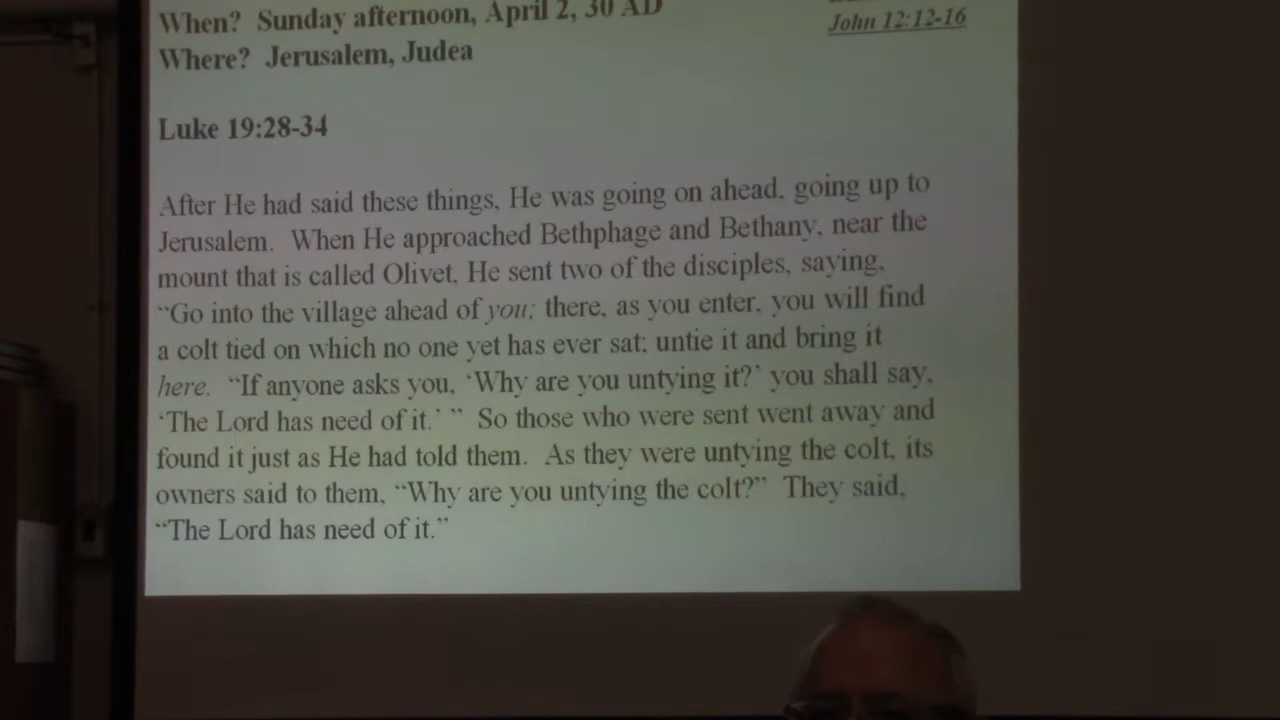 When? Sunday afternoon, April 2, 30 AD
John 12:12-16
Where? Jerusalem, Judea
Luke 19:28-34
After He had said these things, He was going on ahead, going up to
Jerusalem. When He approached Bethphage and Bethany, near the
mount that is called Olivet, He sent two of the disciples, saying,
“Go into the village ahead of you; there, as you enter, you will find
a colt tied on which no one yet has ever sat; untie it and bring it
here. “If anyone asks you, ‘Why are you untying it?’ you shall say,
‘The Lord has need of it.’ ” So those who were sent went away and
found it just as He had told them. As they were untying the colt, its
owners said to them, “Why are you untying the colt?” They said,
“The Lord has need of it.”